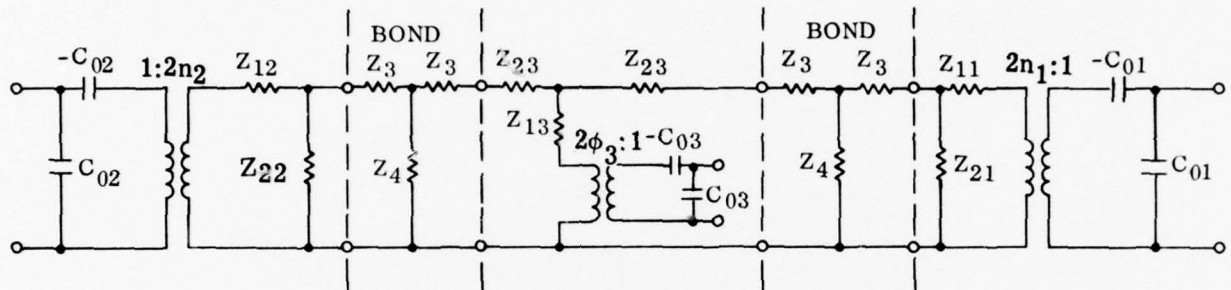 BOND
BOND
-C02 1:2n2 Z12 Z3 Z3 Z23 Z23 Z3 Z3 Z11 2n1:1 -C01
Z13
2ϕ3:1 -C03
C02 Z22 Z4 C03 Z4 Z21 C01